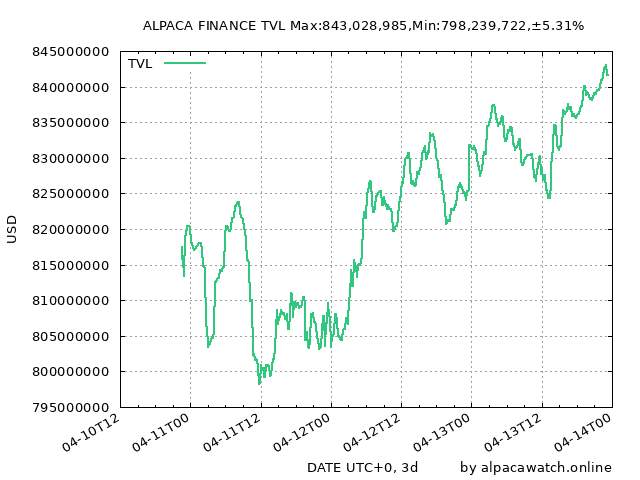 ALPACA FINANCE TVL Max:843,028,985,Min:798,239,722,±5.31%
TVL
845000000
840000000
835000000
830000000
825000000
820000000
815000000
810000000
805000000
800000000
795000000
USD
04-10T12
04-11T00
04-11T12
04-12T00
04-12T12
04-13T00
04-13T12
04-14T00
DATE UTC+0, 3d
by alpacawatch.online